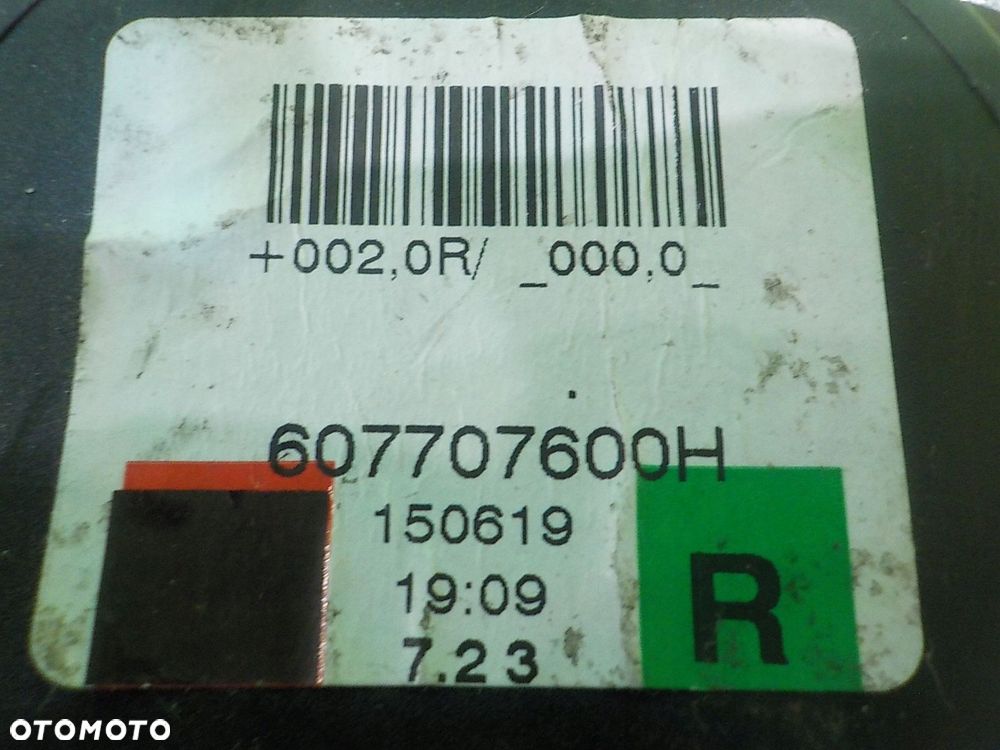 +002,0R/ _000,0_
607707600H
150619
19:09
7.23
R
OTOMOTO